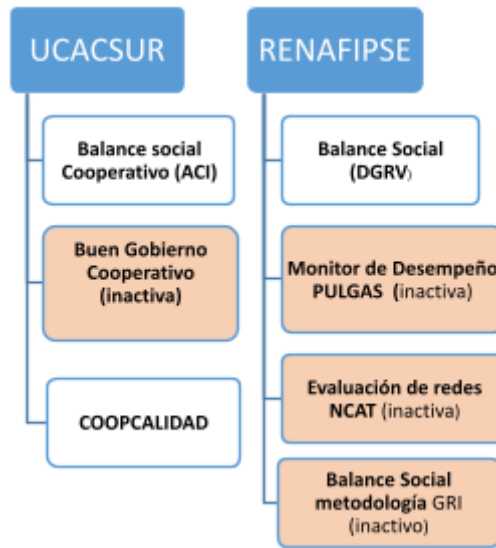 UCACSUR
Balance social
Cooperativo (ACI)
Buen Gobierno
Cooperativo
(inactiva)
COOPCALIDAD
RENAFIPSE
Balance Social
(DGRV)
Monitor de Desempeño
PULGAS (inactiva)
Evaluación de redes
NCAT (inactiva)
Balance Social
metodología GRI
(inactivo)